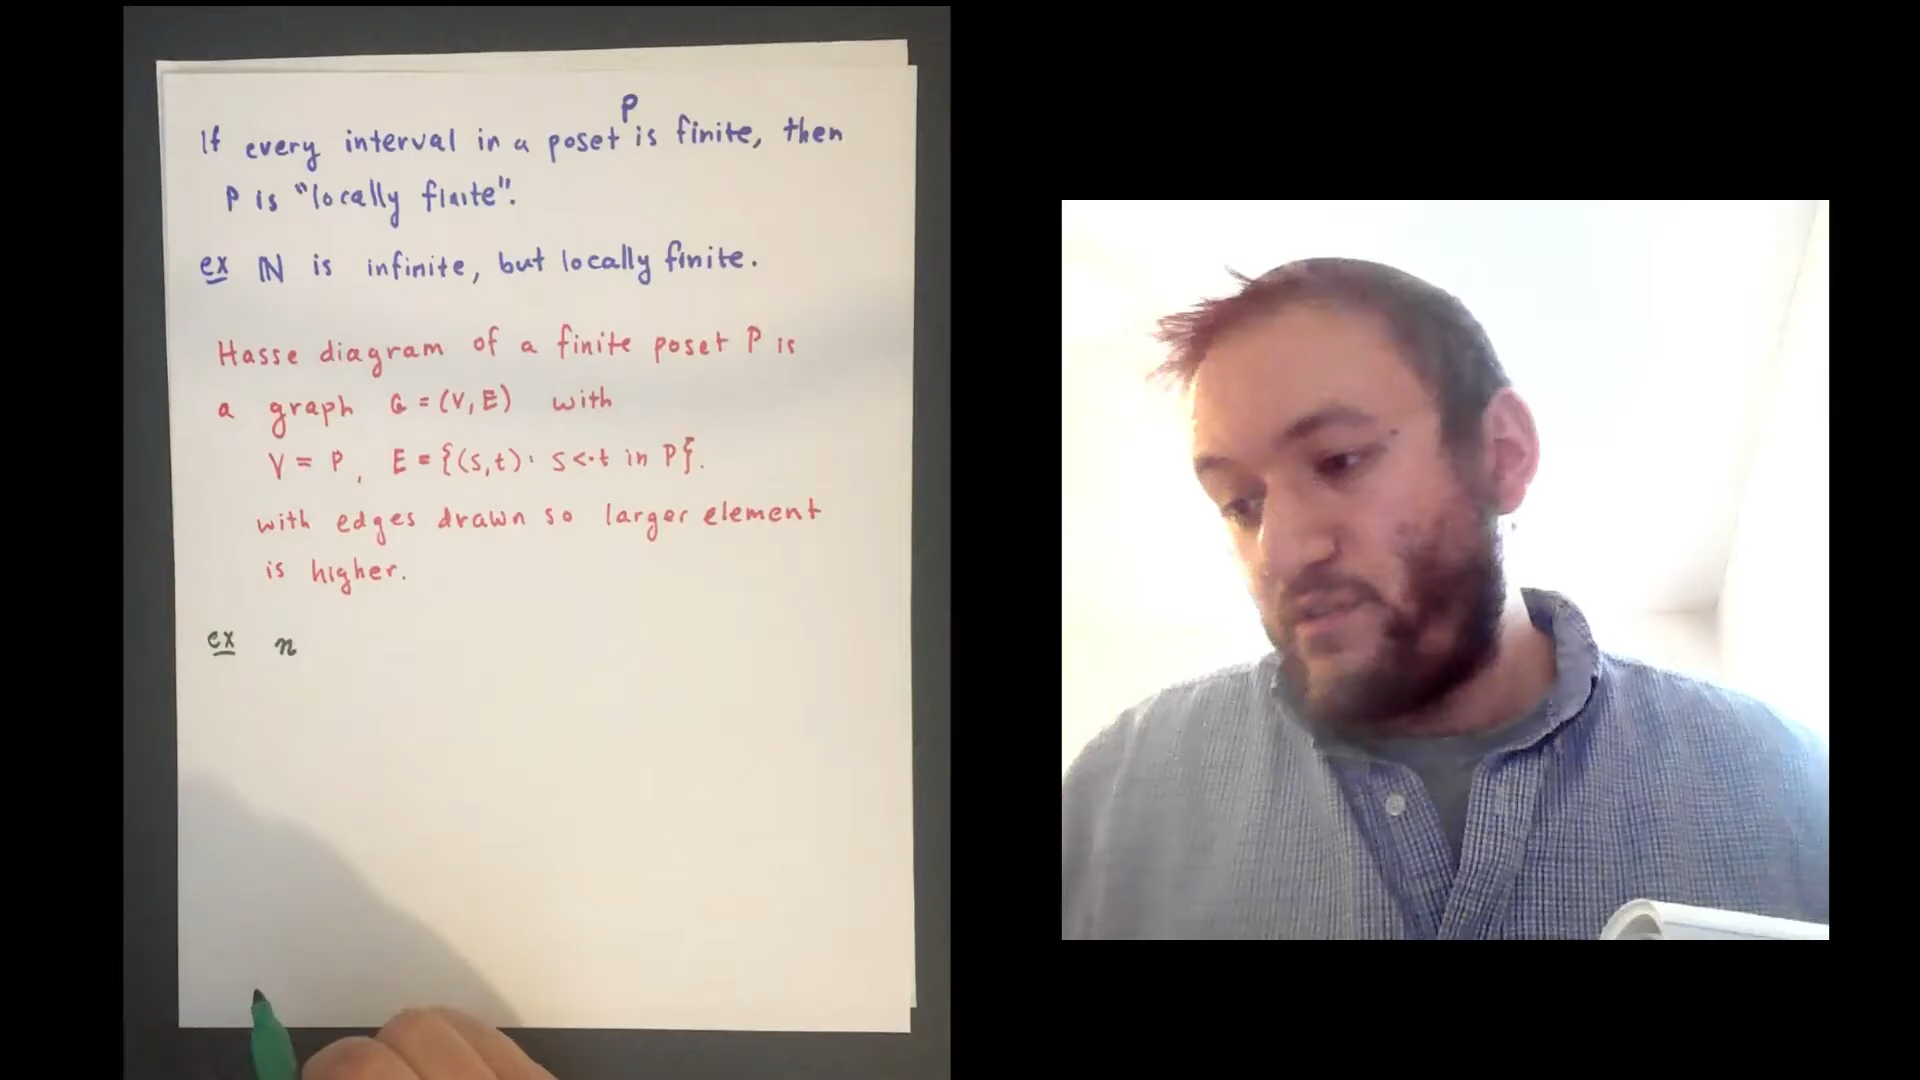 If every interval in a poset P is finite, then
P is "locally finite".
ex ℕ is infinite, but locally finite.
Hasse diagram of a finite poset P is
a graph G = (V, E) with
V = P, E = {(s,t): s<·t in P}.
with edges drawn so larger element
is higher.
ex n